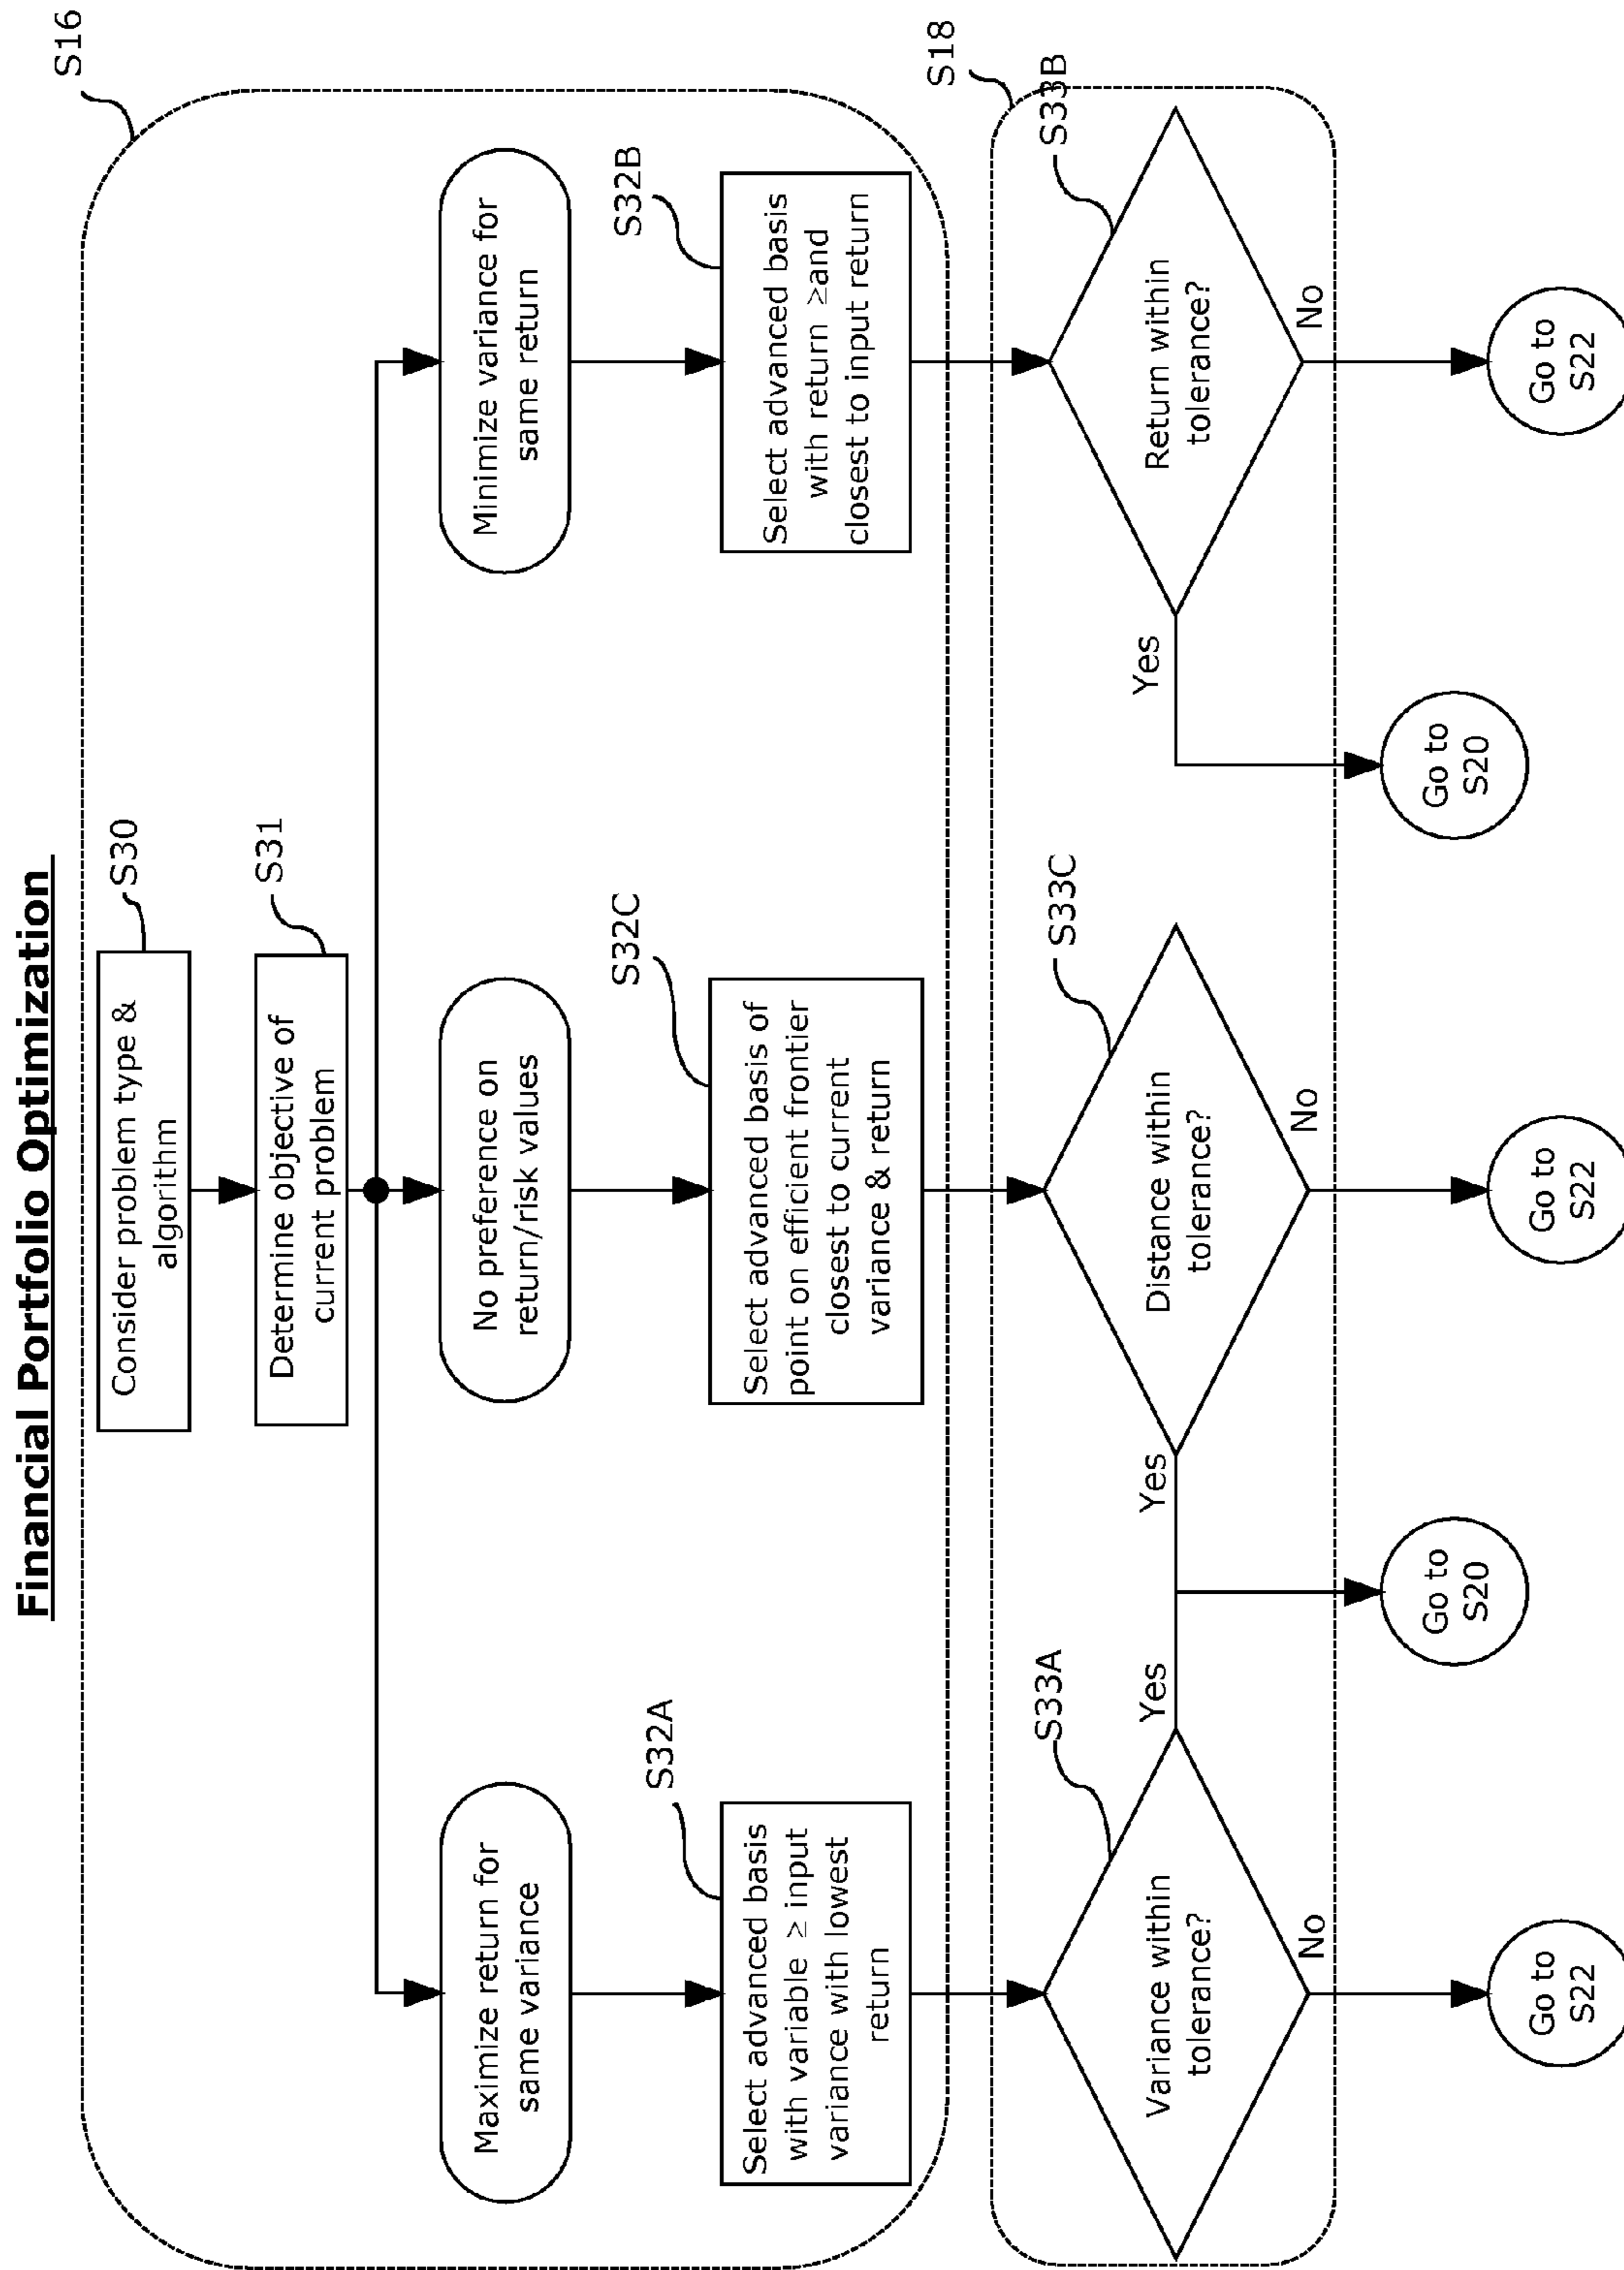 Financial Portfolio Optimization
S16
Consider problem type &
algorithm
S30
Determine objective of
current problem
S31
Maximize return for
same variance
No preference on
return/risk values
Minimize variance for
same return
S32A
Select advanced basis
with variable ≥ input
variance with lowest
return
S32C
Select advanced basis of
point on efficient frontier
closest to current
variance & return
S32B
Select advanced basis
with return ≥and
closest to input return
S18
S33A
Variance within
tolerance?
Yes
No
S33C
Distance within
tolerance?
Yes
No
S33B
Return within
tolerance?
Yes
No
Go to
S20
Go to
S20
Go to
S22
Go to
S22
Go to
S22